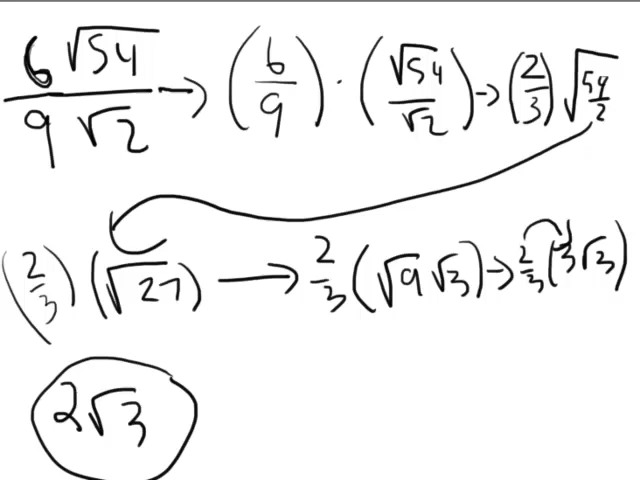 6√54 / 9√2 → (6/9) · (√54/√2) → (2/3) √(54/2)
(2/3) (√27) → 2/3 (√9 √3) → 2/3 (3 √3)
2√3